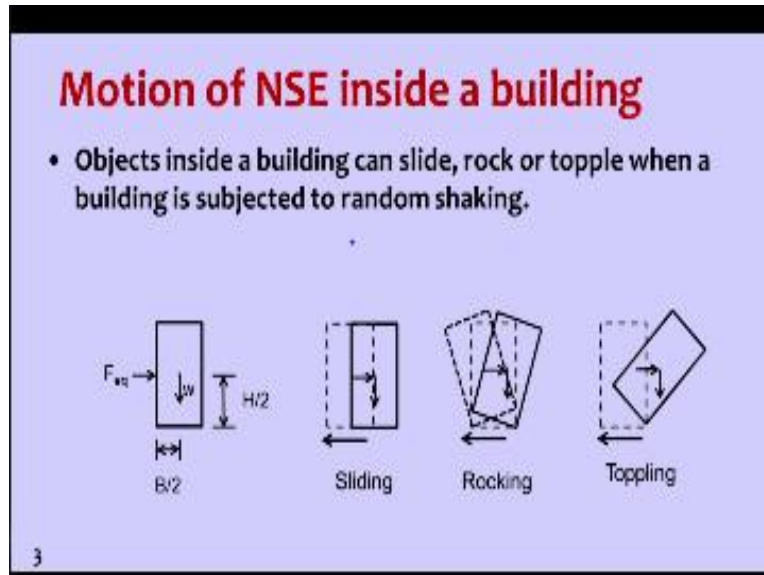 Motion of NSE inside a building
• Objects inside a building can slide, rock or topple when a
building is subjected to random shaking.
Feq
W
H/2
B/2
Sliding
Rocking
Toppling
3